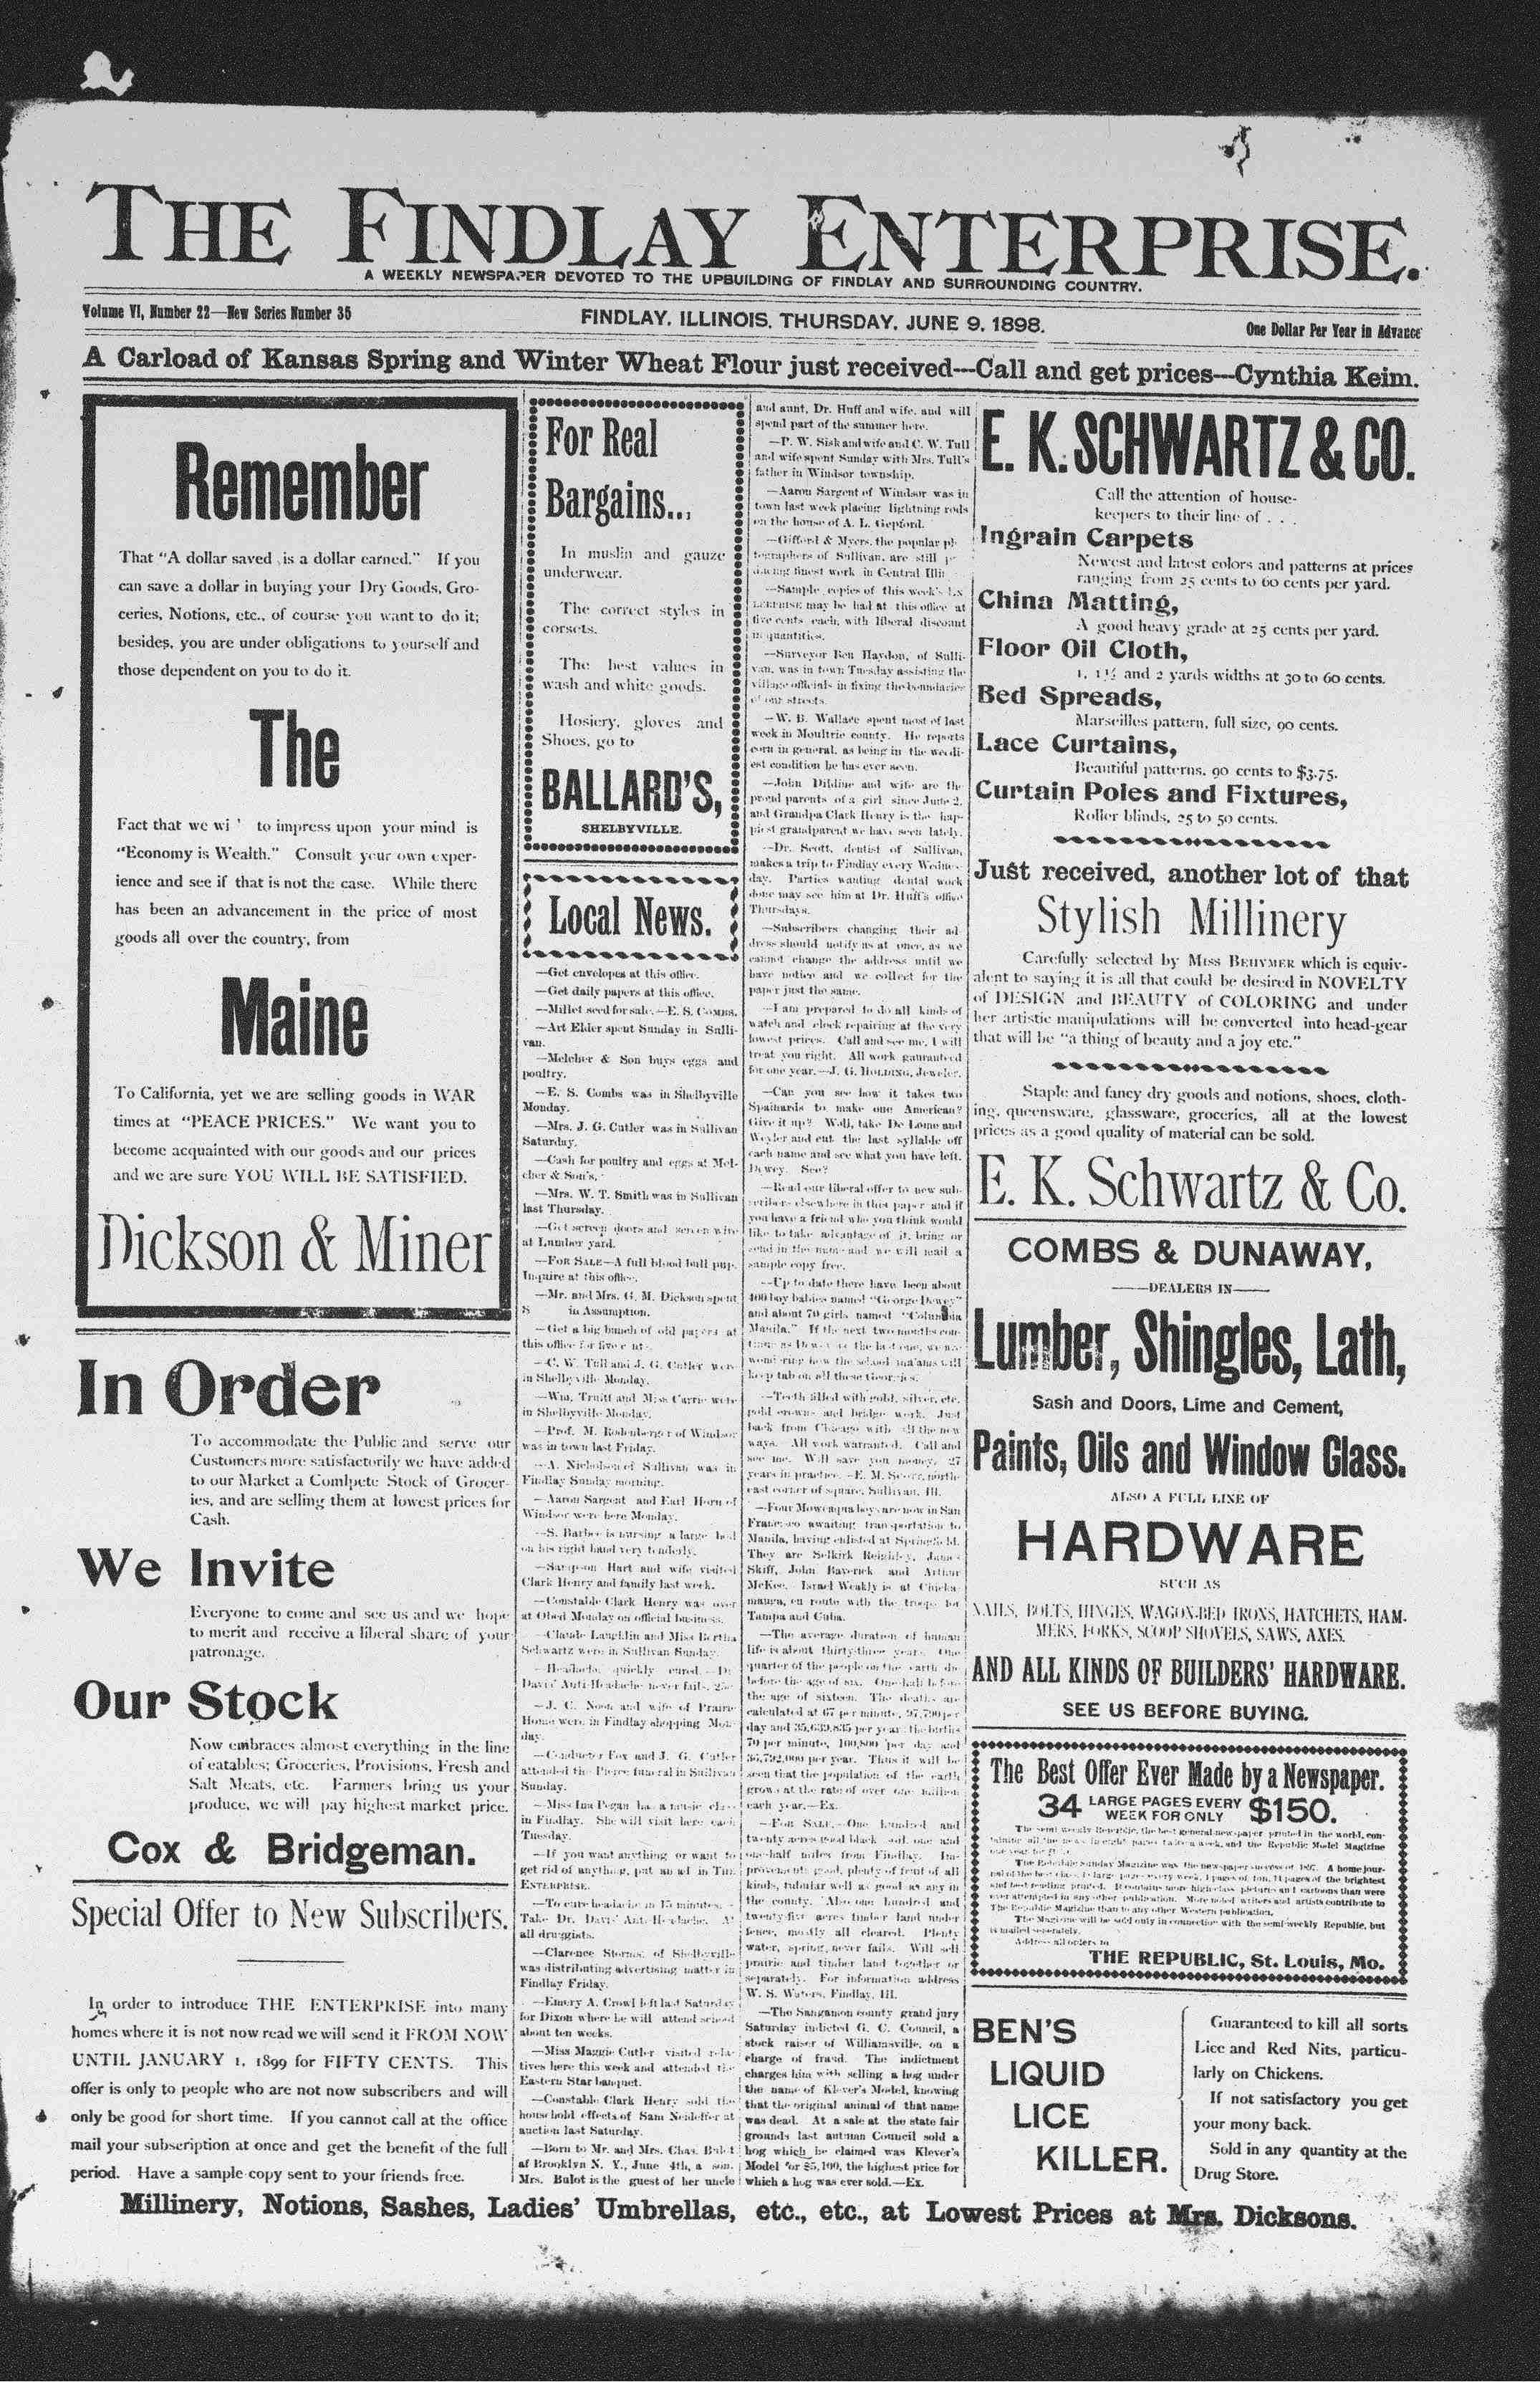 THE FINDLAY ENTERPRISE.
A WEEKLY NEWSPAPER DEVOTED TO THE UPBUILDING OF FINDLAY AND SURROUNDING COUNTRY.
Volume VI, Number 22—New Series Number 35
FINDLAY, ILLINOIS, THURSDAY, JUNE 9, 1898.
One Dollar Per Year in Advance
A Carload of Kansas Spring and Winter Wheat Flour just received---Call and get prices---Cynthia Keim.
Remember
That "A dollar saved is a dollar earned." If you
can save a dollar in buying your Dry Goods, Gro-
ceries, Notions, etc., of course you want to do it;
besides, you are under obligations to yourself and
those dependent on you to do it.
The
Fact that we wi to impress upon your mind is
"Economy is Wealth." Consult your own exper-
ience and see if that is not the case. While there
has been an advancement in the price of most
goods all over the country, from
Maine
To California, yet we are selling goods in WAR
times at "PEACE PRICES." We want you to
become acquainted with our goods and our prices
and we are sure YOU WILL BE SATISFIED.
Dickson & Miner
In Order
To accommodate the Public and serve our
Customers more satisfactorily we have added
to our Market a Comlpete Stock of Grocer-
ies, and are selling them at lowest prices for
Cash.
We Invite
Everyone to come and see us and we hope
to merit and receive a liberal share of your
patronage.
Our Stock
Now embraces almost everything in the line
of eatables; Groceries, Provisions, Fresh and
Salt Meats, etc. Farmers bring us your
produce, we will pay highest market price.
Cox & Bridgeman.
Special Offer to New Subscribers.
In order to introduce THE ENTERPRISE into many
homes where it is not now read we will send it FROM NOW
UNTIL JANUARY 1, 1899 for FIFTY CENTS. This
offer is only to people who are not now subscribers and will
only be good for short time. If you cannot call at the office
mail your subscription at once and get the benefit of the full
period. Have a sample copy sent to your friends free.
For Real
Bargains...
In muslin and gauze
underwear.
The correct styles in
corsets.
The best values in
wash and white goods.
Hosiery, gloves and
Shoes, go to
BALLARD'S,
SHELBYVILLE.
Local News.
—Get envelopes at this office.
—Get daily papers at this office.
—Millet seed for sale.—E. S. COMBS.
—Art Elder spent Sunday in Sulli-
van.
—Melcher & Son buys eggs and
poultry.
—E. S. Combs was in Shelbyville
Monday.
—Mrs. J. G. Cutler was in Sullivan
Saturday.
—Cash for poultry and eggs at Mel-
cher & Son's.
—Mrs. W. T. Smith was in Sullivan
last Thursday.
—Get screen doors and screen wire
at Lumber yard.
—FOR SALE—A full blood bull pup.
Inquire at this office.
—Mr. and Mrs. G. M. Dickson spent
S in Assumption.
—Get a big bunch of old papers at
this office for five
—C. W. Tull and J. G. Cutler were
in Shelbyville Monday.
—Wm. Truitt and Miss Carrie were
in Shelbyville Monday.
—Prof. M. Rodenberger of Windsor
was in town last Friday.
—A. Nicholson of Sullivan was in
Findlay Sunday morning.
—Aaron Sargent and Earl Horn of
Windsor were here Monday.
—S. Barbee is nursing a large boil
on his right hand very tenderly.
—Sampson Hart and wife visited
Clark Henry and family last week.
—Constable Clark Henry was over
at Obed Monday on official business.
—Claude Laughlin and Miss Bertha
Schwartz were in Sullivan Sunday.
—Headache quickly cured. Dr.
Davis' Anti-Headache never fails. 25c.
—J. C. Noon and wife of Prairie
Home were in Findlay shopping Mon-
day.
—Conductor Fox and J. G. Cutler
attended the Pierce funeral in Sullivan
Sunday.
—Miss Ina Pegan has a music class
in Findlay. She will visit here each
Tuesday.
—If you want anything or want to
get rid of anything, put an ad in THE
ENTERPRISE.
—To cure headache in 15 minutes.
Take Dr. Davis' Anti-Headache. At
all druggists.
—Clarence Storms of Shelbyville
was distributing advertising matter in
Findlay Friday.
—Emery A. Crowl left last Saturday
for Dixon where he will attend school
about ten weeks.
—Miss Maggie Cutler visited rela-
tives here this week and attended the
Eastern Star banquet.
—Constable Clark Henry sold the
household effects of Sam Neideffer at
auction last Saturday.
—Born to Mr. and Mrs. Chas. Bulot
of Brooklyn N. Y., June 4th, a son.
Mrs. Bulot is the guest of her uncle
and aunt, Dr. Huff and wife, and will
spend part of the summer here.
—P. W. Sisk and wife and C. W. Tull
and wife spent Sunday with Mrs. Tull's
father in Windsor township.
—Aaron Sargent of Windsor was in
town last week placing lightning rods
on the house of A. L. Gepford.
—Gifford & Myers, the popular ph
tographers of Sullivan, are still p
ducing finest work in Central Illi
—Sample copies of this week's EN
TERPRISE may be had at this office at
five cents each, with liberal discount
in quantities.
—Surveyor Ben Haydon, of Sulli-
van, was in town Tuesday assisting the
village officials in fixing the boundaries
of our streets.
—W. B. Wallace spent most of last
week in Moultrie county. He reports
corn in general, as being in the weedi-
est condition he has ever seen.
—John Dibline and wife are the
proud parents of a girl since June 2,
and Grandpa Clark Henry is the hap-
piest grandparent we have seen lately.
—Dr. Scott, dentist of Sullivan,
makes a trip to Findlay every Wednes-
day. Parties wanting dental work
done may see him at Dr. Huff's office
Thursdays.
—Subscribers changing their ad-
dress should notify us at once, as we
cannot change the address until we
have notice and we collect for the
paper just the same.
—I am prepared to do all kinds of
watch and clock repairing at the very
lowest prices. Call and see me. I will
treat you right. All work gauranteed
for one year.—J. G. HOLDING, Jeweler.
—Can you see how it takes two
Spainards to make one American?
Give it up? Well, take De Lome and
Weyler and cut the last syllable off
each name and see what you have left.
Dewey. See?
—Read our liberal offer to new sub-
scribers elsewhere in this paper and if
you have a friend who you think would
like to take advantage of it, bring or
send in the name and we will mail a
sample copy free.
—Up to date there have been about
400 boy babies named "George Dewey"
and about 70 girls named "Columbia
Manila." If the next two months con-
tinue as Dewey as the last one, we are
wondering how the school ma'ams will
keep tab on all these Georgies.
—Teeth filled with gold, silver, etc.
gold crowns and bridge work. Just
back from Chicago with all the new
ways. All work warranted. Call and
see me. Will save you money. 27
years in practice.—E. M. SCOTT, north-
east corner of square, Sullivan, Ill.
—Four Moweaqua boys are now in San
Francisco awaiting transportation to
Manila, having enlisted at Springfield.
They are Selkirk Reighley, James
Skiff, John Baverick and Arthur
McKee. Israel Weakly is at Chicka-
mauga, en route with the troops for
Tampa and Cuba.
—The average duration of human
life is about thirty-three years. One
quarter of the people on the earth die
before the age of six. One-half before
the age of sixteen. The deaths are
calculated at 67 per minute, 97,790 per
day and 35,639,835 per year; the births
70 per minute, 100,800 per day and
36,792,000 per year. Thus it will be
seen that the population of the earth
grows at the rate of over one million
each year.—Ex.
—FOR SALE.—One hundred and
twenty acres good black soil, one and
one-half miles from Findlay. Im-
provements good, plenty of fruit of all
kinds, tubular well as good as any in
the county. Also one hundred and
twenty-five acres timber land under
fence, mostly all cleared. Plenty
water, spring never fails. Will sell
prairie and timber land together or
separately. For information address
W. S. Waters, Findlay, Ill.
—The Sangamon county grand jury
Saturday indicted G. C. Council, a
stock raiser of Williamsville, on a
charge of fraud. The indictment
charges him with selling a hog under
the name of Klever's Model, knowing
that the original animal of that name
was dead. At a sale at the state fair
grounds last autumn Council sold a
hog which he claimed was Klever's
Model for $5,100, the highest price for
which a hog was ever sold.—Ex.
E. K. SCHWARTZ & CO.
Call the attention of house-
keepers to their line of . . .
Ingrain Carpets
Newest and latest colors and patterns at prices
ranging from 25 cents to 60 cents per yard.
China Matting,
A good heavy grade at 25 cents per yard.
Floor Oil Cloth,
1, 1½ and 2 yards widths at 30 to 60 cents.
Bed Spreads,
Marseilles pattern, full size, 90 cents.
Lace Curtains,
Beautiful patterns, 90 cents to $3.75.
Curtain Poles and Fixtures,
Roller blinds, 25 to 50 cents.
Just received, another lot of that
Stylish Millinery
Carefully selected by MISS BEHYMER which is equiv-
alent to saying it is all that could be desired in NOVELTY
of DESIGN and BEAUTY of COLORING and under
her artistic manipulations will be converted into head-gear
that will be "a thing of beauty and a joy etc."
Staple and fancy dry goods and notions, shoes, cloth-
ing, queensware, glassware, groceries, all at the lowest
prices as a good quality of material can be sold.
E. K. Schwartz & Co.
COMBS & DUNAWAY,
——DEALERS IN——
Lumber, Shingles, Lath,
Sash and Doors, Lime and Cement,
Paints, Oils and Window Glass.
ALSO A FULL LINE OF
HARDWARE
SUCH AS
NAILS, BOLTS, HINGES, WAGON-BED IRONS, HATCHETS, HAM-
MERS, FORKS, SCOOP SHOVELS, SAWS, AXES.
AND ALL KINDS OF BUILDERS' HARDWARE.
SEE US BEFORE BUYING.
The Best Offer Ever Made by a Newspaper.
34 LARGE PAGES EVERY WEEK FOR ONLY $150.
The semi-weekly Republic, the best general newspaper printed in the world, con-
taining all the news in eight pages twice a week, and the Republic Model Magizine
one year for
The Republic Sunday Magizine was the newspaper success of 1897. A home jour-
nal of the best class, 18 large pages every week, 4 pages of fun, 14 pages of the brightest
and best reading printed. It contains more high-class pictures and cartoons than were
ever attempted in any other publication. More noted writers and artists contribute to
The Republic Magizine than to any other Western publication.
The Magizine will be sold only in connection with the semi-weekly Republic, but
is mailed seperately.
Address all orders to
THE REPUBLIC, St. Louis, Mo.
BEN'S
LIQUID
LICE
KILLER.
Guaranteed to kill all sorts
Lice and Red Nits, particu-
larly on Chickens.
If not satisfactory you get
your mony back.
Sold in any quantity at the
Drug Store.
Millinery, Notions, Sashes, Ladies' Umbrellas, etc., etc., at Lowest Prices at Mrs. Dicksons.